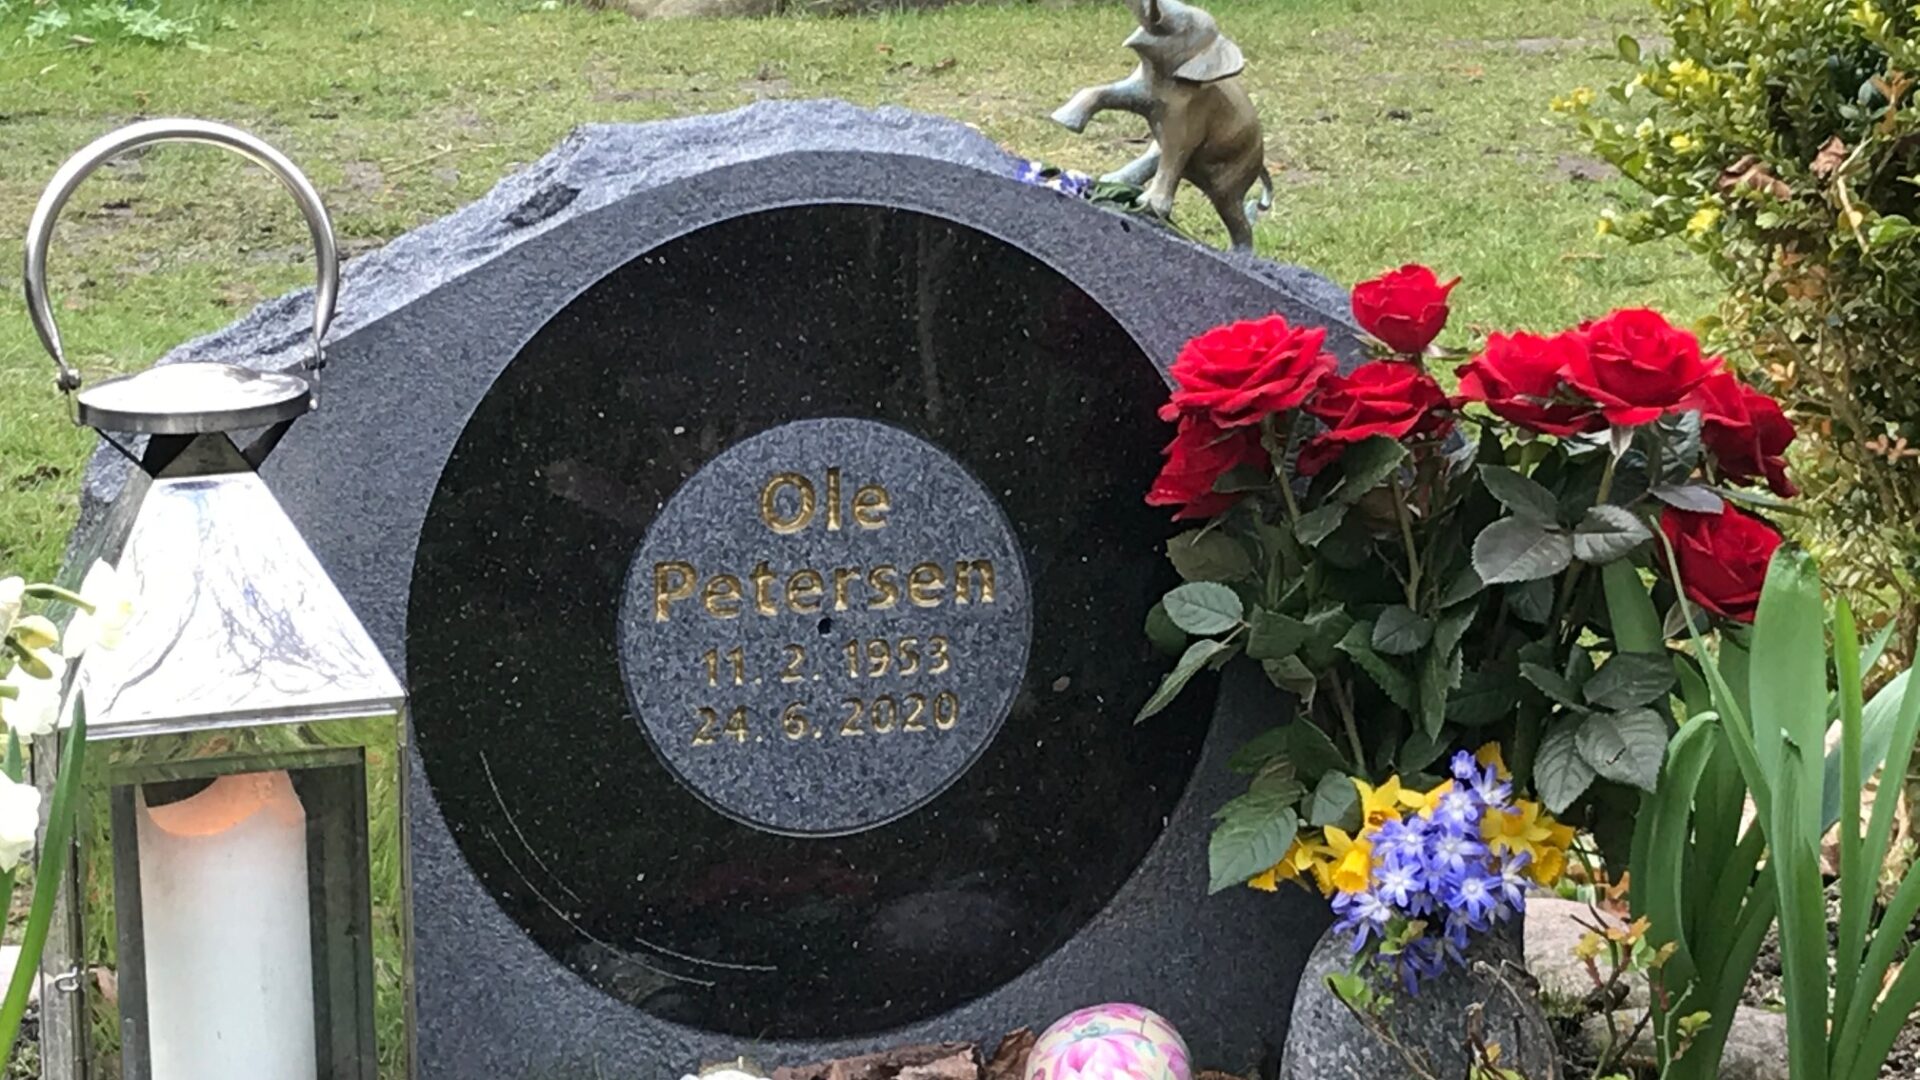 Ole
Petersen
11. 2. 1953
24. 6. 2020